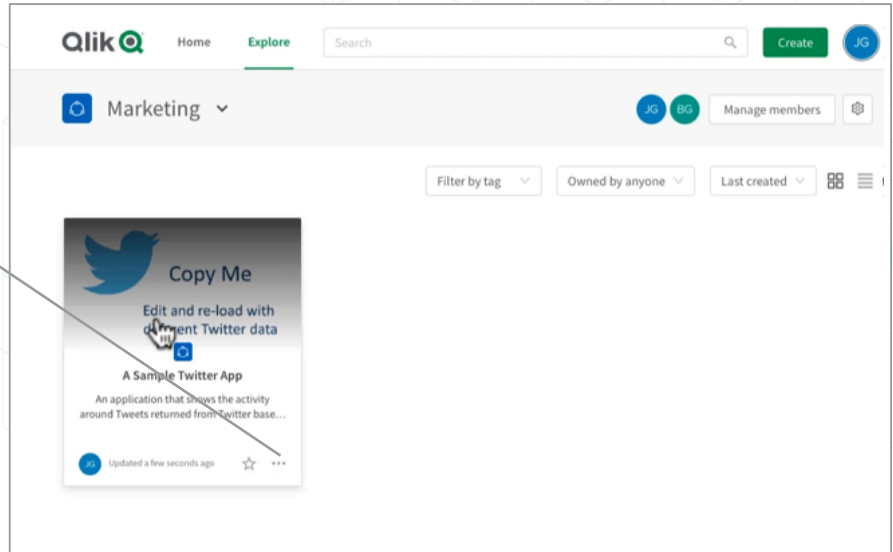 Qlik
Home
Explore
Search
Create
JG
Marketing
JG
BG
Manage members
Filter by tag
Owned by anyone
Last created
Copy Me
Edit and re-load with
different Twitter data
A Sample Twitter App
An application that shows the activity
around Tweets returned from Twitter base...
JG
Updated a few seconds ago